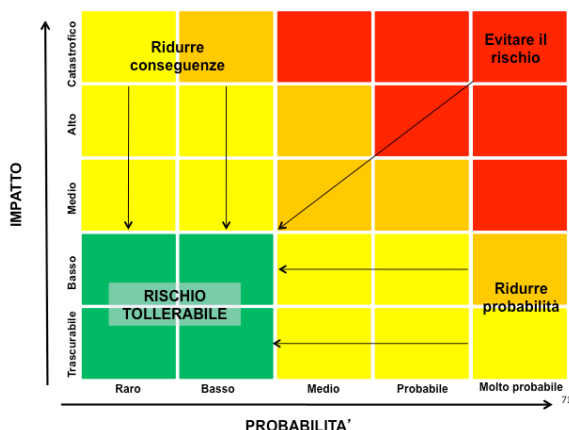 IMPATTO
Catastrofico
Alto
Medio
Basso
Trascurabile
Ridurre
conseguenze
Evitare il
rischio
RISCHIO
TOLLERABILE
Ridurre
probabilità
Raro
Basso
Medio
Probabile
Molto probabile
71
PROBABILITA'